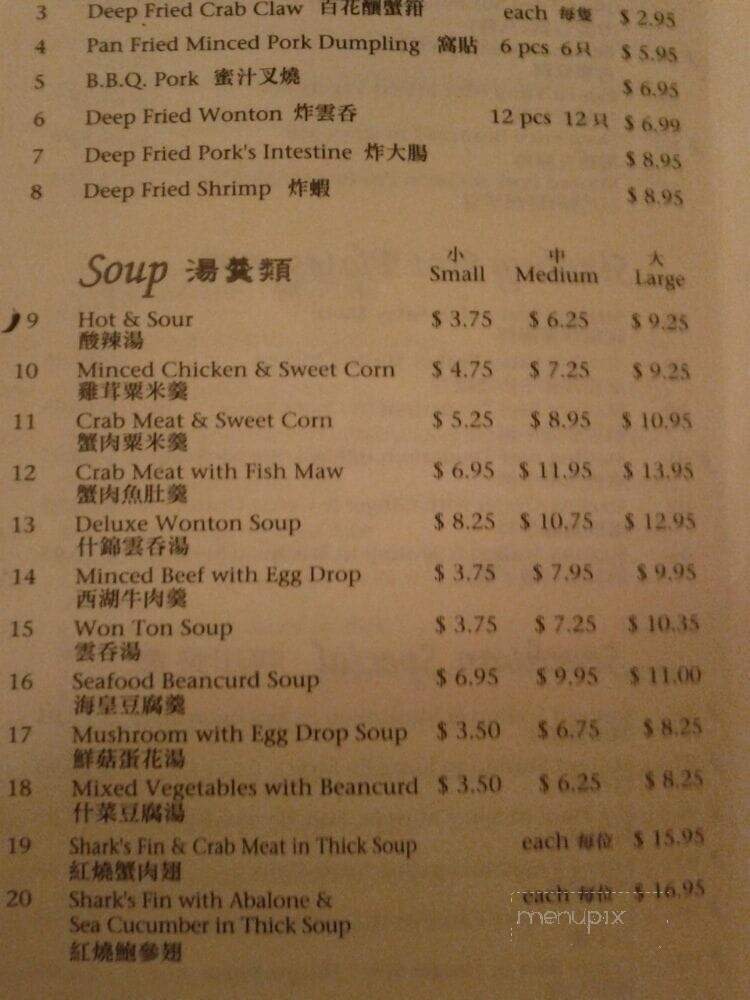 3 Deep Fried Crab Claw 百花釀蟹箝 each 每隻 $ 2.95
4 Pan Fried Minced Pork Dumpling 窩貼 6 pcs 6 只 $ 5.95
5 B.B.Q. Pork 蜜汁叉燒 $ 6.95
6 Deep Fried Wonton 炸雲吞 12 pcs 12 只 $ 6.99
7 Deep Fried Pork's Intestine 炸大腸 $ 8.95
8 Deep Fried Shrimp 炸蝦 $ 8.95
Soup 湯羹類
小 中 大
Small Medium Large
9 Hot & Sour $ 3.75 $ 6.25 $ 9.25
酸辣湯
10 Minced Chicken & Sweet Corn $ 4.75 $ 7.25 $ 9.25
雞茸粟米羹
11 Crab Meat & Sweet Corn $ 5.25 $ 8.95 $ 10.95
蟹肉粟米羹
12 Crab Meat with Fish Maw $ 6.95 $ 11.95 $ 13.95
蟹肉魚肚羹
13 Deluxe Wonton Soup $ 8.25 $ 10.75 $ 12.95
什錦雲吞湯
14 Minced Beef with Egg Drop $ 3.75 $ 7.95 $ 9.95
西湖牛肉羹
15 Won Ton Soup $ 3.75 $ 7.25 $ 10.35
雲吞湯
16 Seafood Beancurd Soup $ 6.95 $ 9.95 $ 11.00
海皇豆腐羹
17 Mushroom with Egg Drop Soup $ 3.50 $ 6.75 $ 8.25
鮮菇蛋花湯
18 Mixed Vegetables with Beancurd $ 3.50 $ 6.25 $ 8.25
什菜豆腐湯
19 Shark's Fin & Crab Meat in Thick Soup each 每位 $ 15.95
紅燒蟹肉翅
20 Shark's Fin with Abalone & each 每位 $ 16.95
Sea Cucumber in Thick Soup
紅燒鮑參翅
menupix